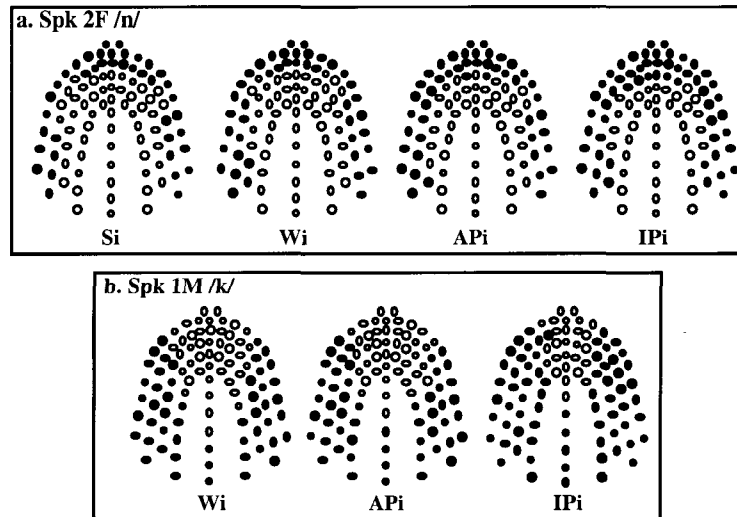 a. Spk 2F /n/
Si Wi APi IPi
b. Spk 1M /k/
Wi APi IPi